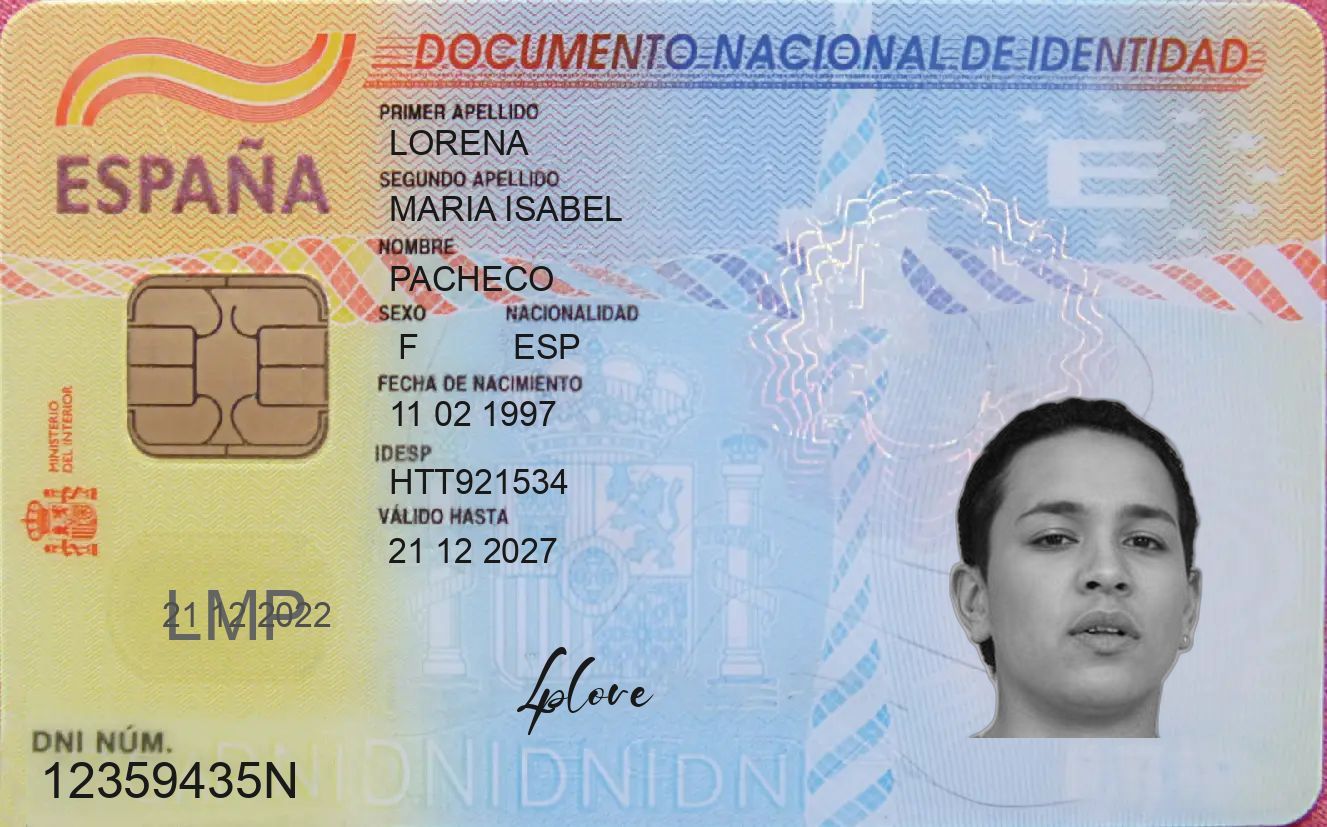 DOCUMENTO NACIONAL DE IDENTIDAD
ESPAÑA
PRIMER APELLIDO
LORENA
SEGUNDO APELLIDO
MARIA ISABEL
NOMBRE
PACHECO
SEXO NACIONALIDAD
F ESP
FECHA DE NACIMIENTO
11 02 1997
IDESP
HTT921534
VÁLIDO HASTA
21 12 2027
MINISTERIO
DEL INTERIOR
E
LMP
21 12 2022
4plove
DNI NÚM.
12359435N
DNIDNIDNIDNI